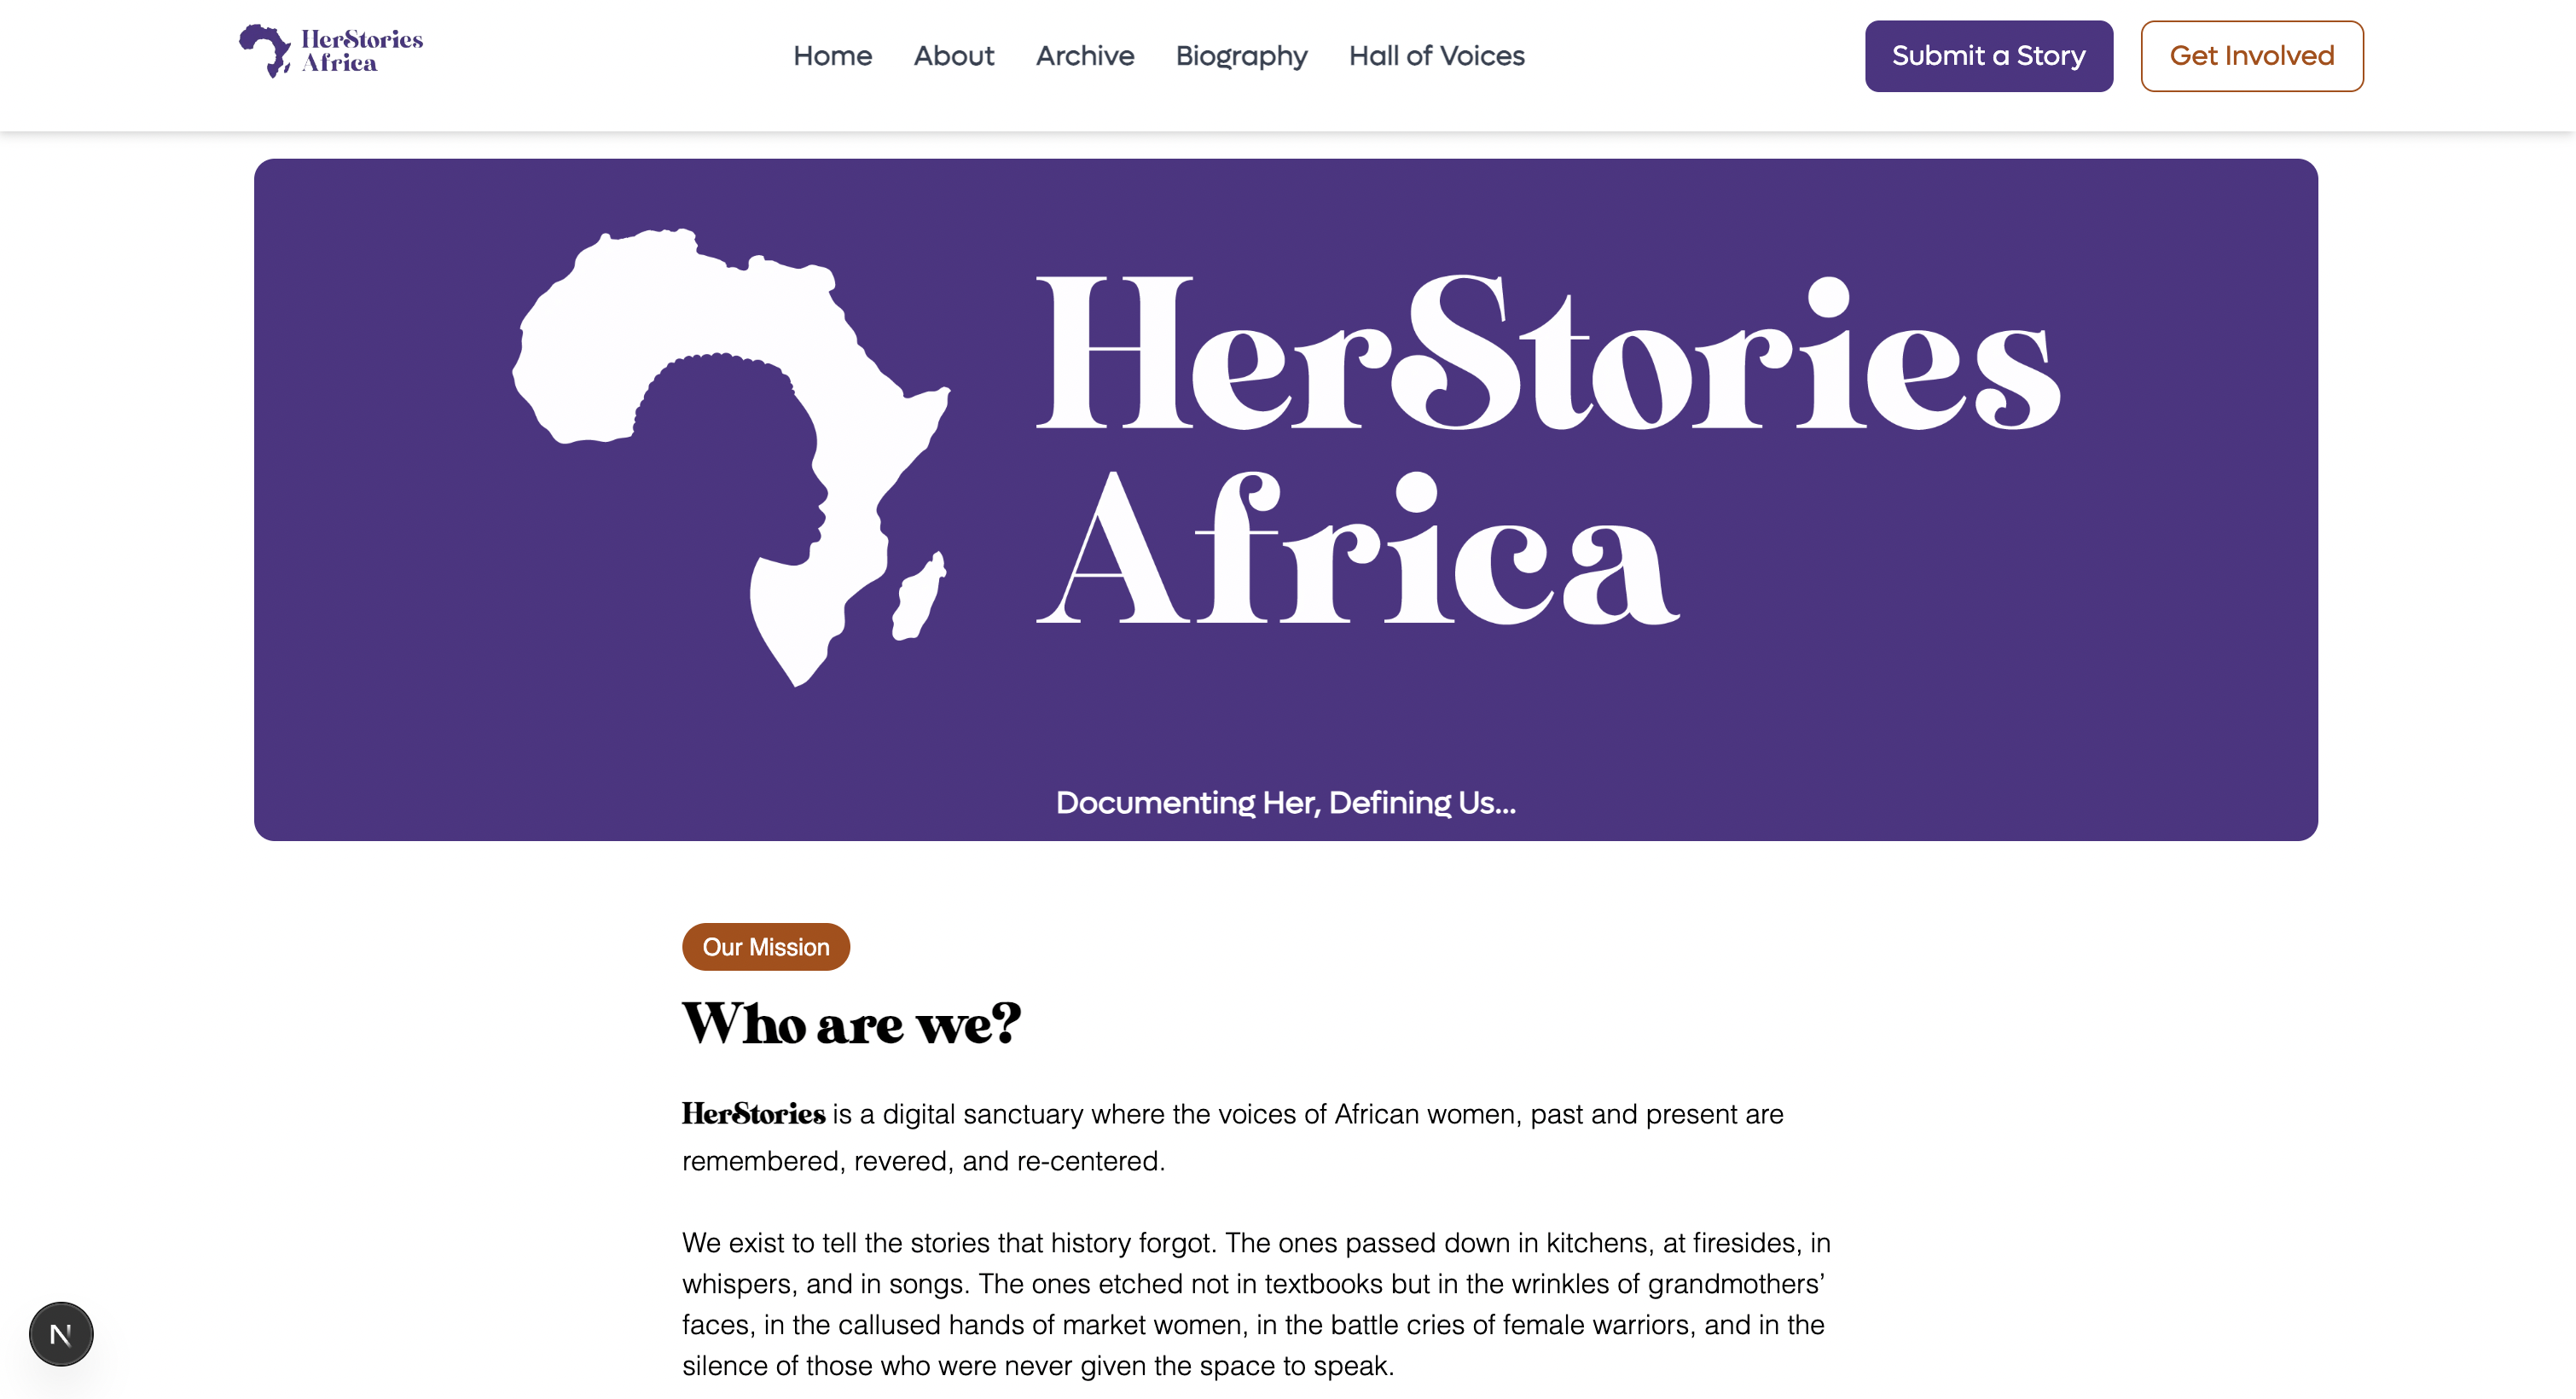 HerStories
Africa
Home
About
Archive
Biography
Hall of Voices
Submit a Story
Get Involved
HerStories
Africa
Documenting Her, Defining Us...
Our Mission
Who are we?
HerStories is a digital sanctuary where the voices of African women, past and present are
remembered, revered, and re-centered.
We exist to tell the stories that history forgot. The ones passed down in kitchens, at firesides, in
whispers, and in songs. The ones etched not in textbooks but in the wrinkles of grandmothers’
faces, in the callused hands of market women, in the battle cries of female warriors, and in the
silence of those who were never given the space to speak.
N